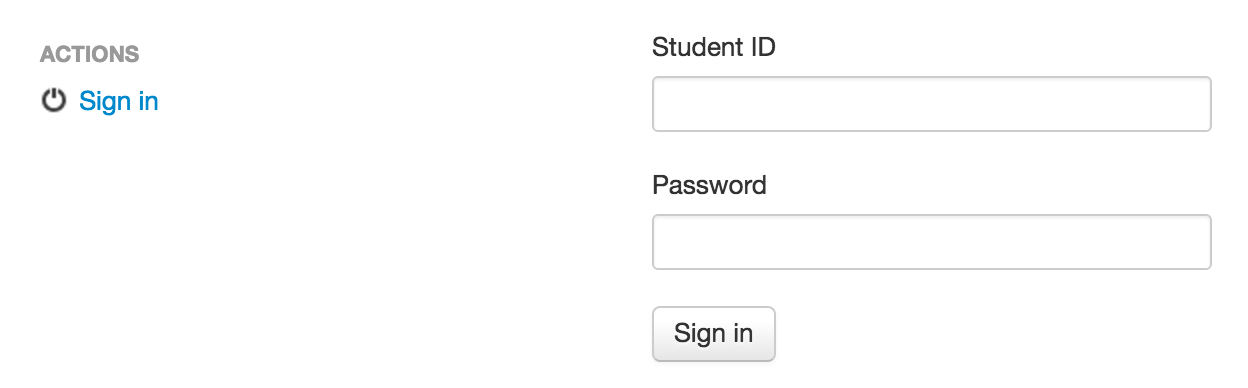 ACTIONS
Sign in
Student ID
Password
Sign in